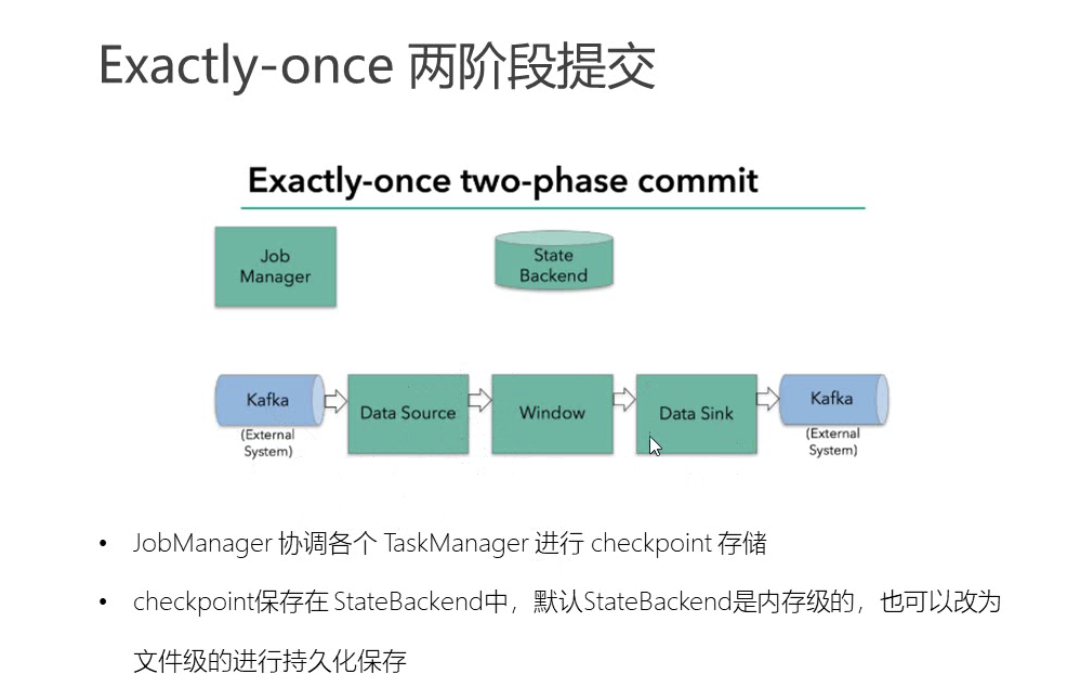 Exactly-once 两阶段提交
Exactly-once two-phase commit
Job
Manager
State
Backend
Kafka
(External
System)
Data Source
Window
Data Sink
Kafka
(External
System)
• JobManager 协调各个 TaskManager 进行 checkpoint 存储
• checkpoint保存在 StateBackend中，默认StateBackend是内存级的，也可以改为
文件级的进行持久化保存